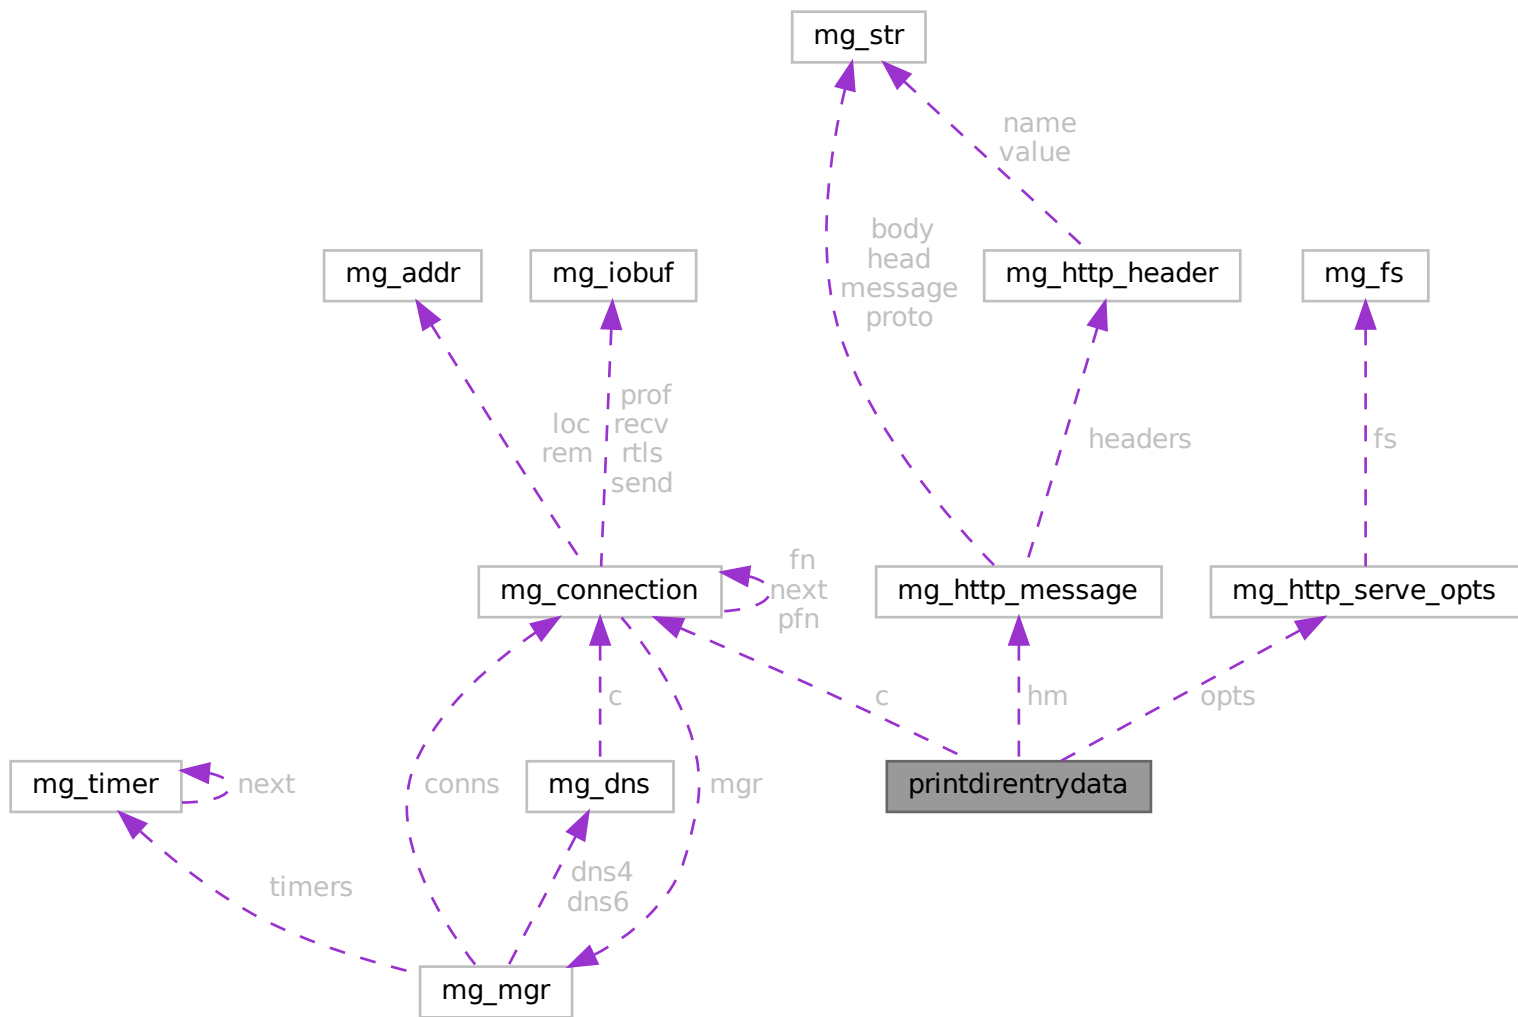 mg_str
name
value
body
head
message
proto
mg_addr
mg_iobuf
mg_http_header
mg_fs
loc
rem
prof
recv
rtls
send
headers
fs
mg_connection
fn
next
pfn
mg_http_message
mg_http_serve_opts
c
c
hm
opts
mg_timer
next
conns
mg_dns
mgr
printdirentrydata
timers
dns4
dns6
mg_mgr